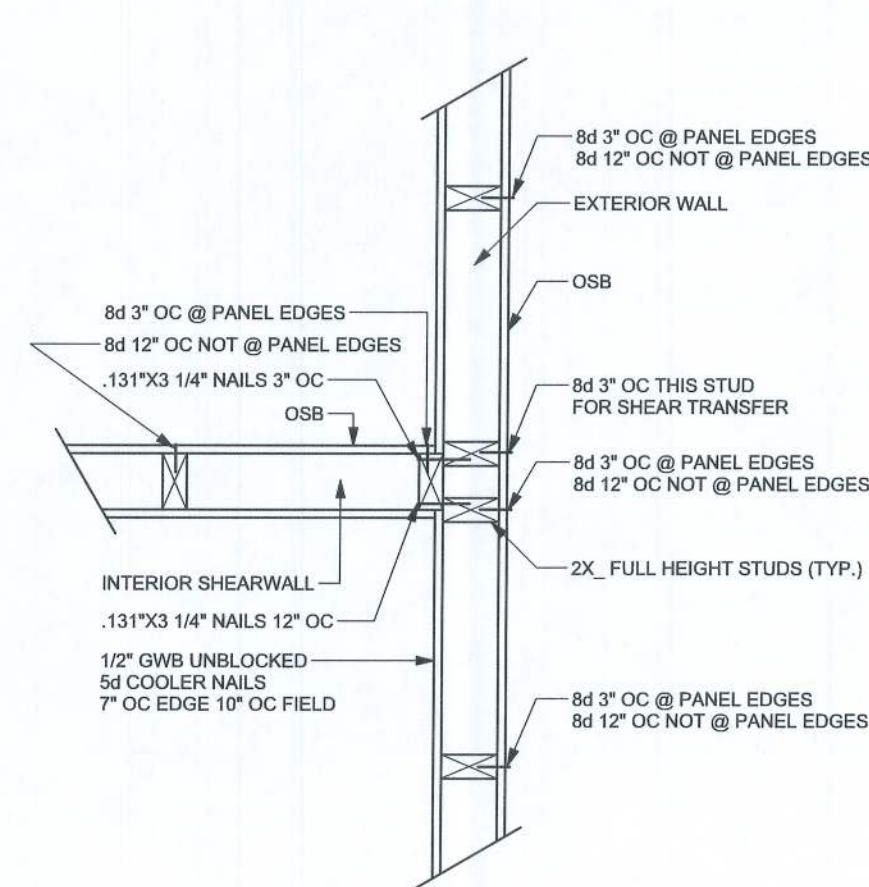 8d 3" OC @ PANEL EDGES
8d 12" OC NOT @ PANEL EDGES
EXTERIOR WALL
OSB
8d 3" OC @ PANEL EDGES
8d 12" OC NOT @ PANEL EDGES
.131"X3 1/4" NAILS 3" OC
OSB
8d 3" OC THIS STUD
FOR SHEAR TRANSFER
8d 3" OC @ PANEL EDGES
8d 12" OC NOT @ PANEL EDGES
2X_ FULL HEIGHT STUDS (TYP.)
INTERIOR SHEARWALL
.131"X3 1/4" NAILS 12" OC
1/2" GWB UNBLOCKED
5d COOLER NAILS
7" OC EDGE 10" OC FIELD
8d 3" OC @ PANEL EDGES
8d 12" OC NOT @ PANEL EDGES